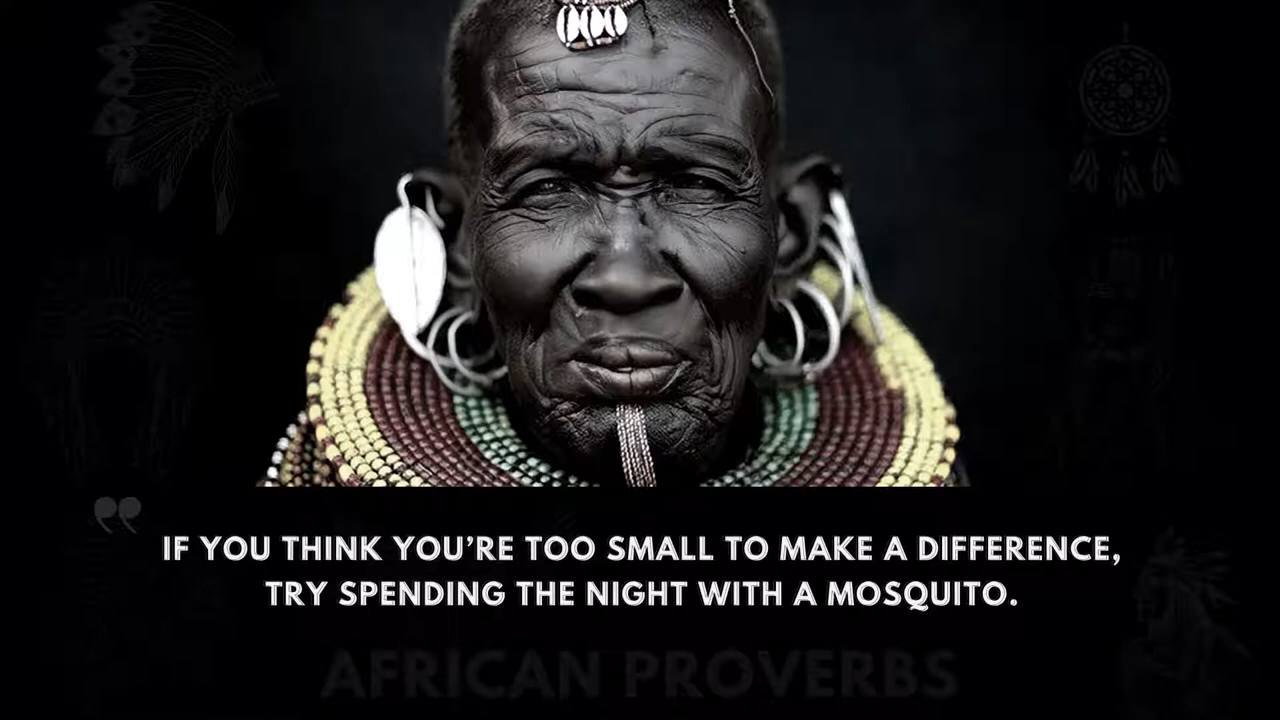 IF YOU THINK YOU’RE TOO SMALL TO MAKE A DIFFERENCE,
TRY SPENDING THE NIGHT WITH A MOSQUITO.
AFRICAN PROVERBS